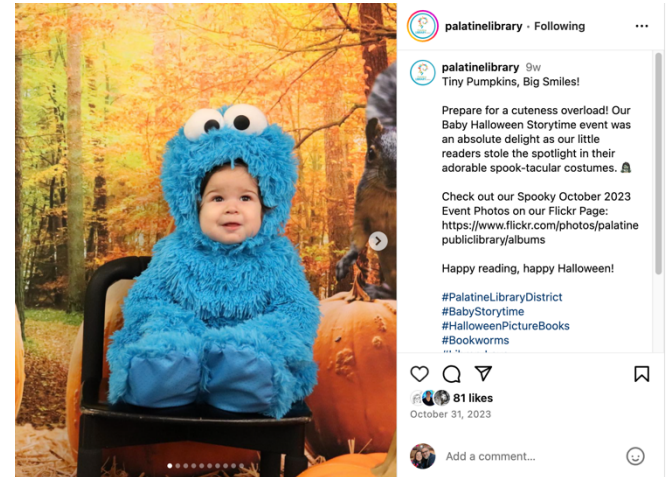 palatinelibrary · Following
palatinelibrary 9w
Tiny Pumpkins, Big Smiles!
Prepare for a cuteness overload! Our
Baby Halloween Storytime event was
an absolute delight as our little
readers stole the spotlight in their
adorable spook-tacular costumes.
Check out our Spooky October 2023
Event Photos on our Flickr Page:
https://www.flickr.com/photos/palatine
publiclibrary/albums
Happy reading, happy Halloween!
#PalatineLibraryDistrict
#BabyStorytime
#HalloweenPictureBooks
#Bookworms
81 likes
October 31, 2023
Add a comment...